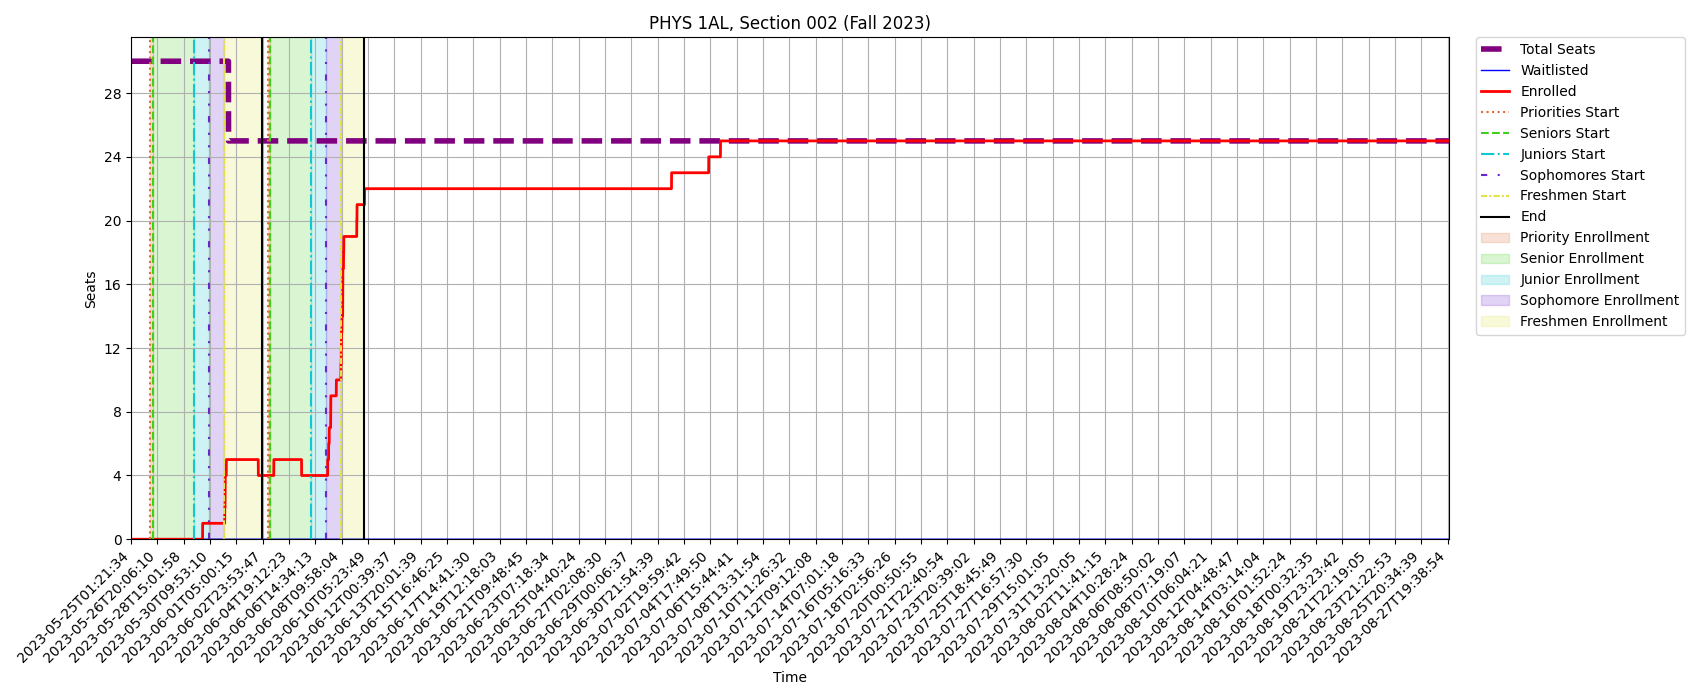 PHYS 1AL, Section 002 (Fall 2023)
Total Seats
Waitlisted
Enrolled
Priorities Start
Seniors Start
Juniors Start
Sophomores Start
Freshmen Start
End
Priority Enrollment
Senior Enrollment
Junior Enrollment
Sophomore Enrollment
Freshmen Enrollment
Seats
28
24
20
16
12
8
4
0
2023-05-25T01:21:34
2023-05-26T20:06:10
2023-05-28T15:01:58
2023-05-30T09:53:10
2023-06-01T05:00:15
2023-06-02T23:53:47
2023-06-04T19:12:23
2023-06-06T14:34:13
2023-06-08T09:58:04
2023-06-10T05:23:49
2023-06-12T00:39:37
2023-06-13T20:01:39
2023-06-15T16:46:25
2023-06-17T14:41:30
2023-06-19T12:18:03
2023-06-21T09:48:45
2023-06-23T07:18:34
2023-06-25T04:40:24
2023-06-27T02:08:30
2023-06-29T00:06:37
2023-06-30T21:54:39
2023-07-02T19:59:42
2023-07-04T17:49:50
2023-07-06T15:44:41
2023-07-08T13:31:54
2023-07-10T11:26:32
2023-07-12T09:12:08
2023-07-14T07:01:18
2023-07-16T05:16:33
2023-07-18T02:56:26
2023-07-20T00:50:55
2023-07-21T22:40:54
2023-07-23T20:39:02
2023-07-25T18:45:49
2023-07-27T16:57:30
2023-07-29T15:01:05
2023-07-31T13:20:05
2023-08-02T11:41:15
2023-08-04T10:28:24
2023-08-06T08:50:02
2023-08-08T07:19:07
2023-08-10T06:04:21
2023-08-12T04:48:47
2023-08-14T03:14:04
2023-08-16T01:52:24
2023-08-18T00:32:35
2023-08-19T23:23:42
2023-08-21T22:19:05
2023-08-23T21:22:53
2023-08-25T20:34:39
2023-08-27T19:38:54
Time